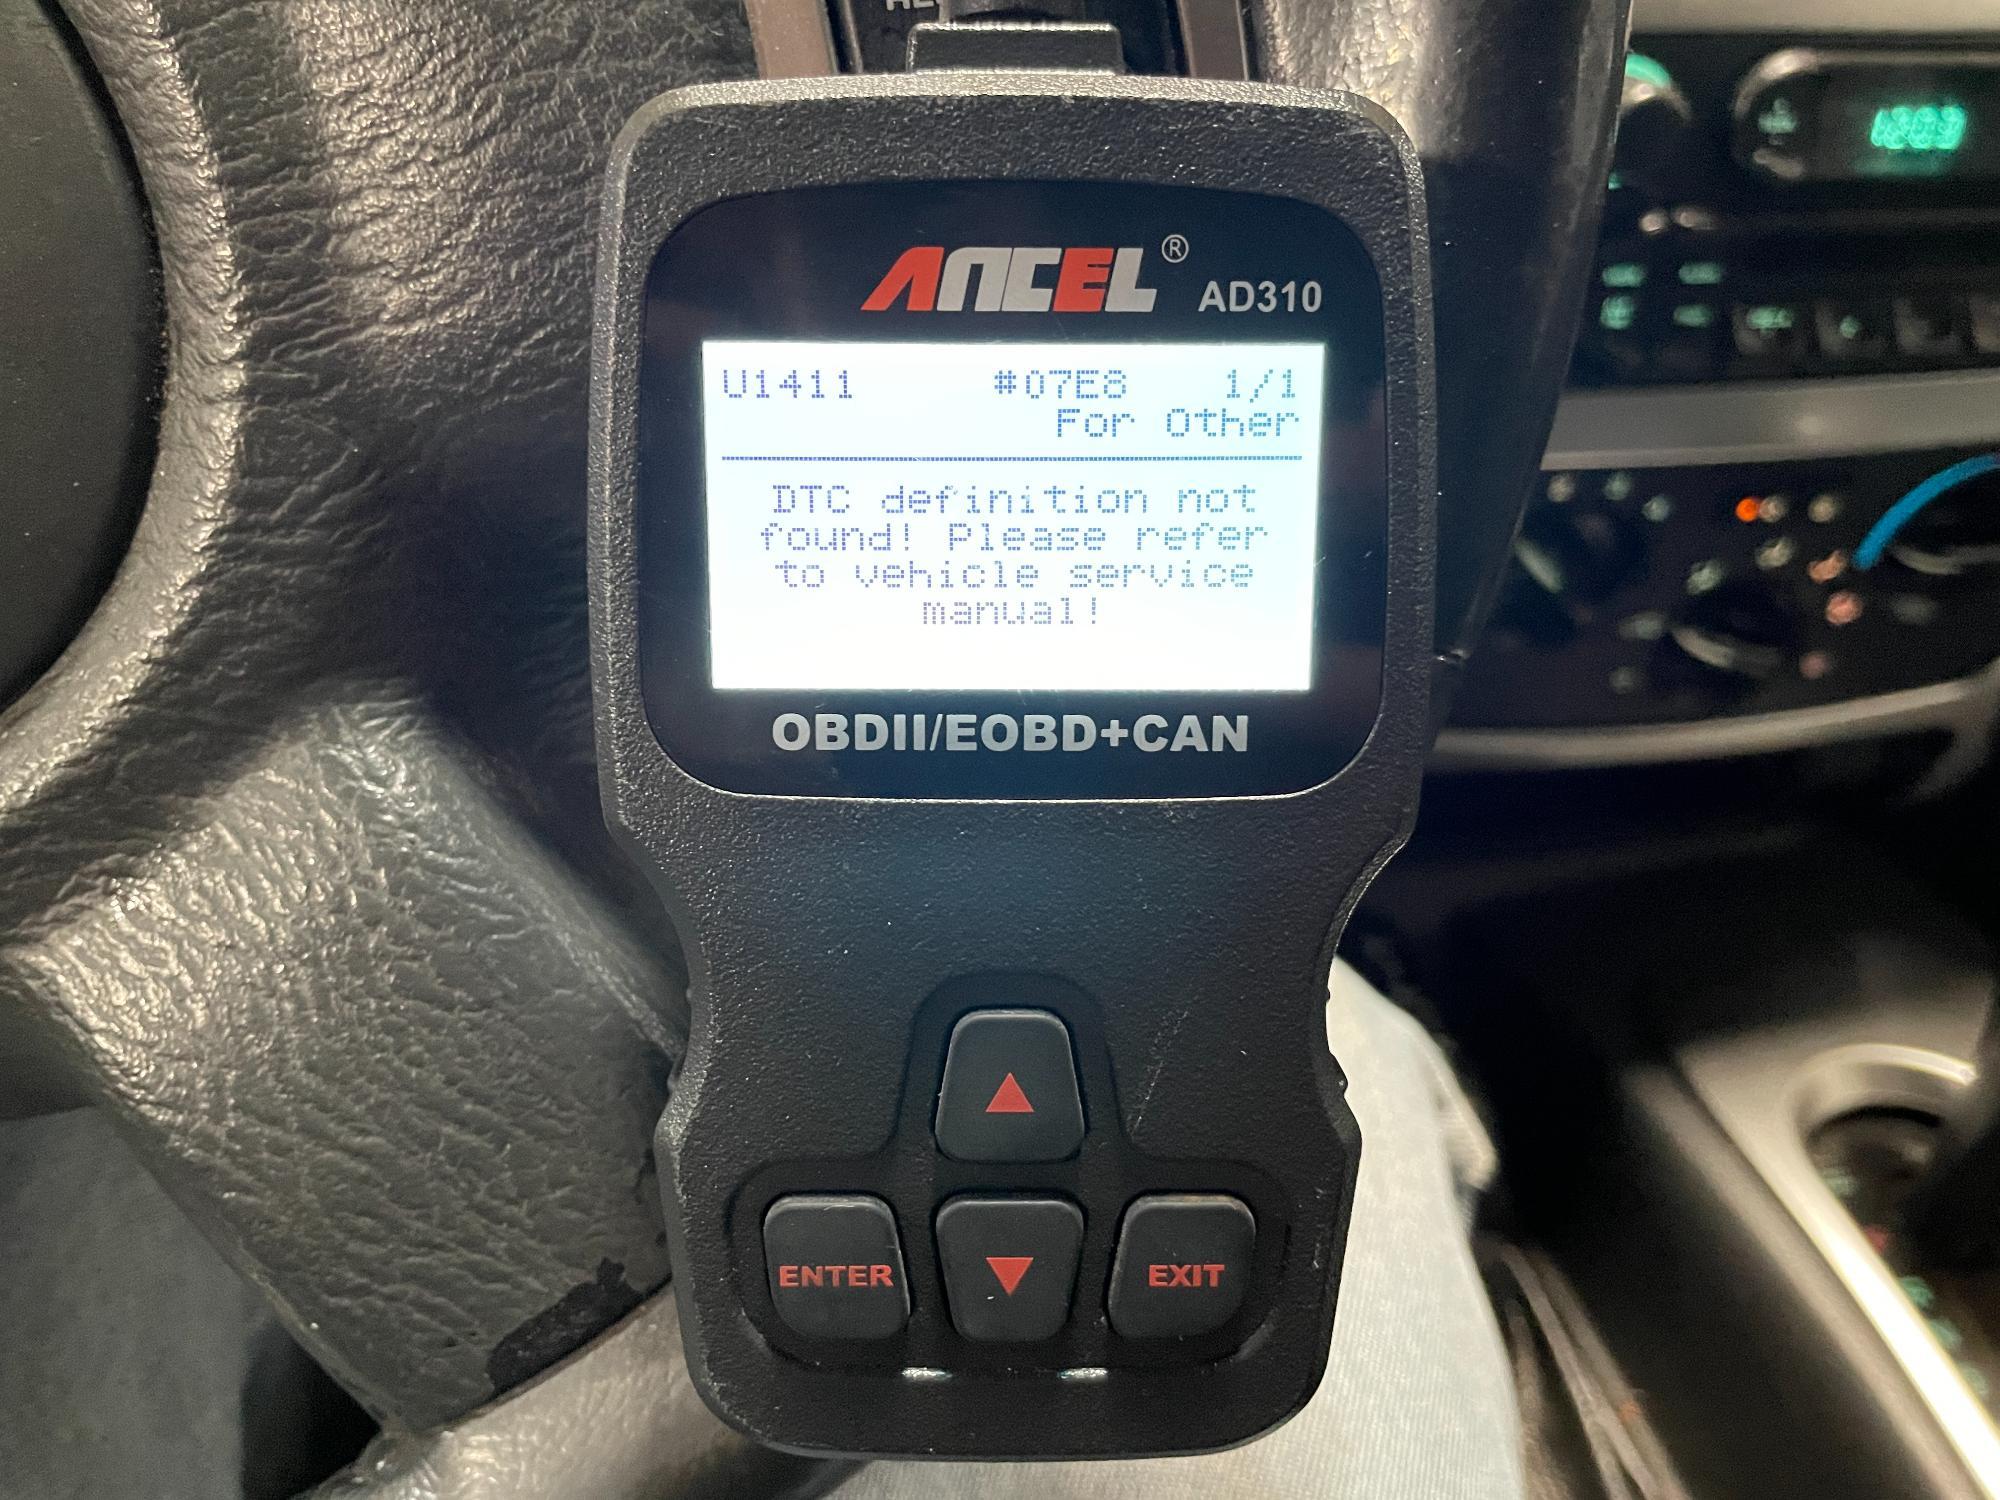 ANCEL® AD310
U1411 #07E8 1/1
For Other
DTC definition not
found! Please refer
to vehicle service
manual!
OBDII/EOBD+CAN
ENTER
EXIT